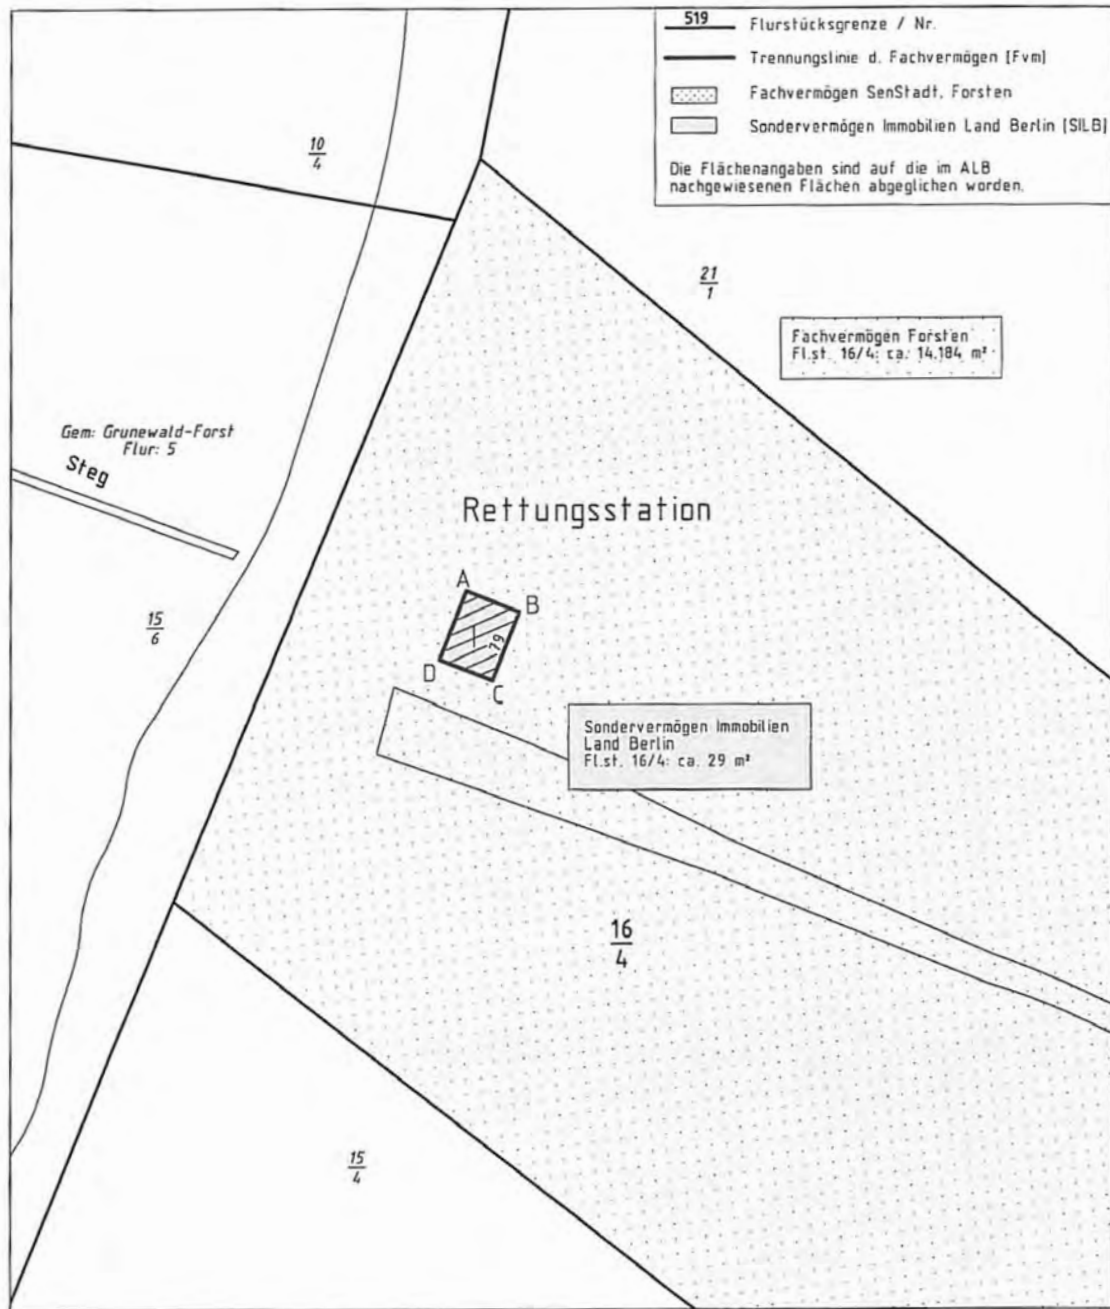 519 Flurstücksgrenze / Nr.
Trennungslinie d. Fachvermögen [Fvm]
Fachvermögen SenStadt, Forsten
Sondervermögen Immobilien Land Berlin [SILB]
Die Flächenangaben sind auf die im ALB
nachgewiesenen Flächen abgeglichen worden.
10
4
21
1
Fachvermögen Forsten
Fl.st. 16/4: ca. 14.184 m²
Gem: Grunewald-Forst
Flur: 5
Steg
Rettungsstation
A
B
15
6
I
79
D
C
Sondervermögen Immobilien
Land Berlin
Fl.st. 16/4: ca. 29 m²
16
4
15
4